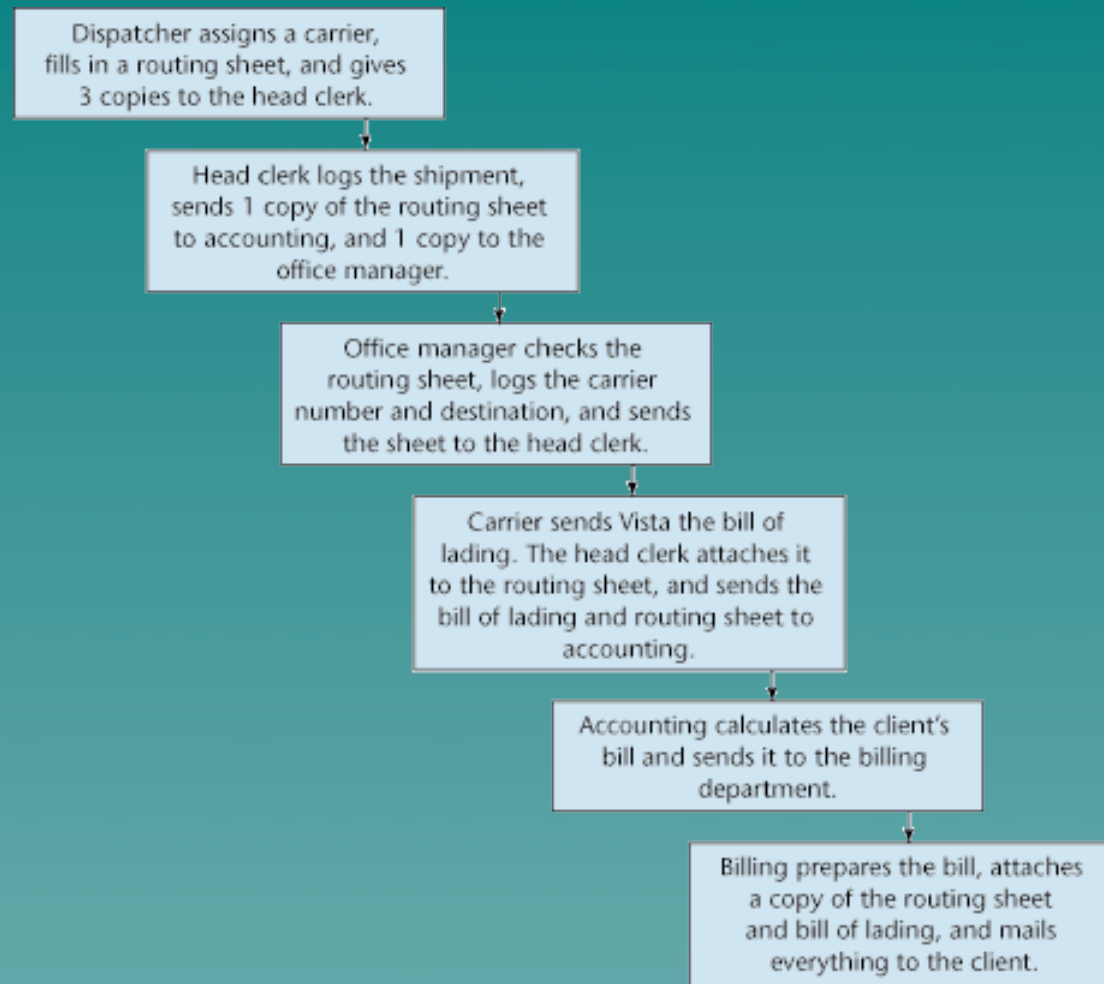 Dispatcher assigns a carrier,
fills in a routing sheet, and gives
3 copies to the head clerk.
Head clerk logs the shipment,
sends 1 copy of the routing sheet
to accounting, and 1 copy to the
office manager.
Office manager checks the
routing sheet, logs the carrier
number and destination, and sends
the sheet to the head clerk.
Carrier sends Vista the bill of
lading. The head clerk attaches it
to the routing sheet, and sends the
bill of lading and routing sheet to
accounting.
Accounting calculates the client's
bill and sends it to the billing
department.
Billing prepares the bill, attaches
a copy of the routing sheet
and bill of lading, and mails
everything to the client.